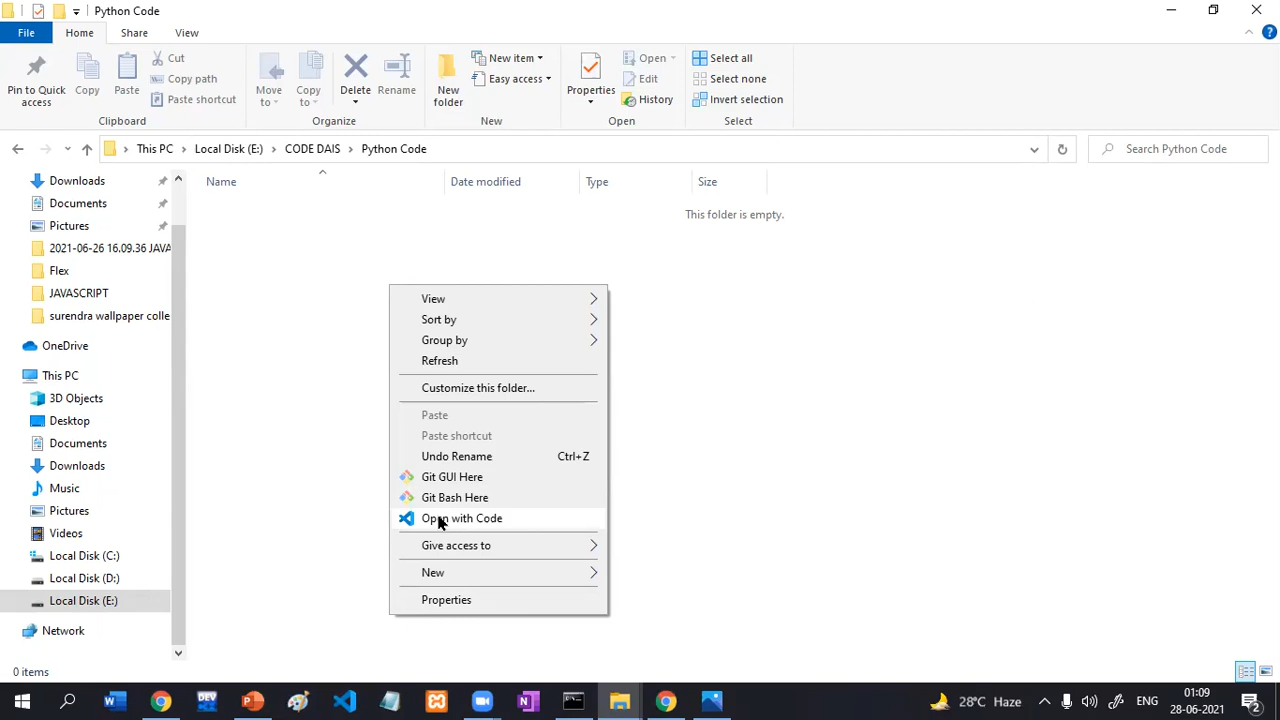 Python Code
File Home Share View
Pin to Quick access
Copy
Paste
Cut
Copy path
Paste shortcut
Clipboard
Move to
Copy to
Delete
Rename
Organize
New folder
New item
Easy access
New
Properties
Open
Edit
History
Open
Select all
Select none
Invert selection
Select
This PC Local Disk (E:) CODE DAIS Python Code
Search Python Code
Name Date modified Type Size
This folder is empty.
Downloads
Documents
Pictures
2021-06-26 16.09.36 JAVA
Flex
JAVASCRIPT
surendra wallpaper colle
OneDrive
This PC
3D Objects
Desktop
Documents
Downloads
Music
Pictures
Videos
Local Disk (C:)
Local Disk (D:)
Local Disk (E:)
Network
View
Sort by
Group by
Refresh
Customize this folder...
Paste
Paste shortcut
Undo Rename Ctrl+Z
Git GUI Here
Git Bash Here
Open with Code
Give access to
New
Properties
0 items
DEV
28°C Haze
ENG
01:09
28-06-2021
2